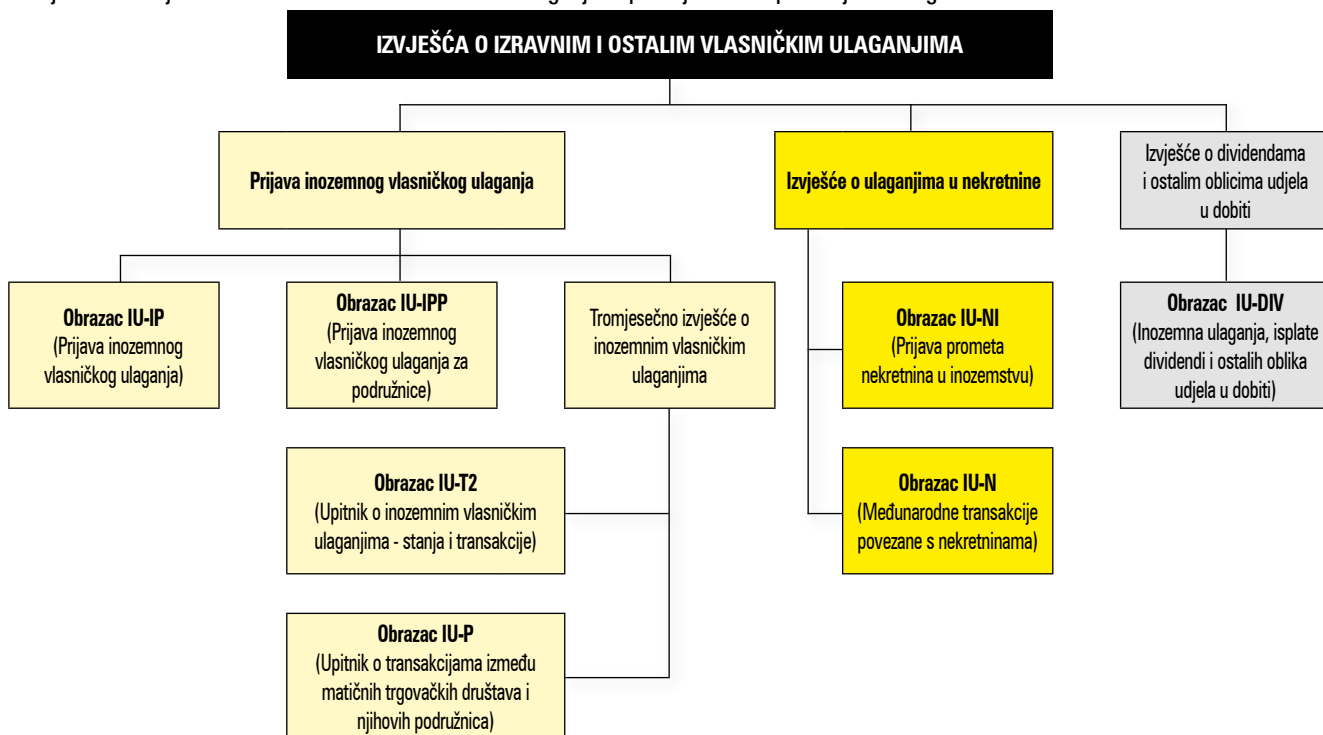 IZVJEŠĆA O IZRAVNIM I OSTALIM VLASNIČKIM ULAGANJIMA
Prijava inozemnog vlasničkog ulaganja
Izvješće o ulaganjima u nekretnine
Izvješće o dividendama
i ostalim oblicima udjela
u dobiti
Obrazac IU-IP
(Prijava inozemnog
vlasničkog ulaganja)
Obrazac IU-IPP
(Prijava inozemnog
vlasničkog ulaganja za
podružnice)
Tromjesečno izvješće o
inozemnim vlasničkim
ulaganjima
Obrazac IU-NI
(Prijava prometa
nekretnina u inozemstvu)
Obrazac IU-DIV
(Inozemna ulaganja, isplate
dividendi i ostalih oblika
udjela u dobiti)
Obrazac IU-T2
(Upitnik o inozemnim vlasničkim
ulaganjima - stanja i transakcije)
Obrazac IU-N
(Međunarodne transakcije
povezane s nekretninama)
Obrazac IU-P
(Upitnik o transakcijama između
matičnih trgovačkih društava i
njihovih podružnica)